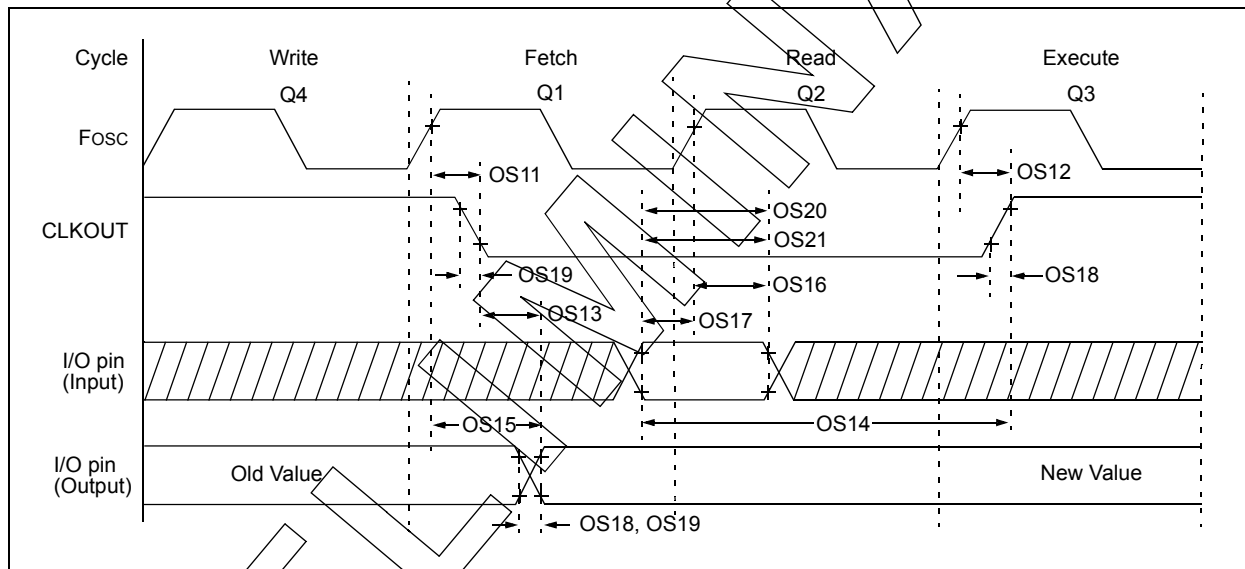 Cycle Write Fetch Read Execute
Q4 Q1 Q2 Q3
FOSC
OS11 OS12
OS20
CLKOUT
OS21
OS19 OS16 OS18
OS13 OS17
I/O pin
(Input)
OS15 OS14
I/O pin
(Output)
Old Value New Value
OS18, OS19